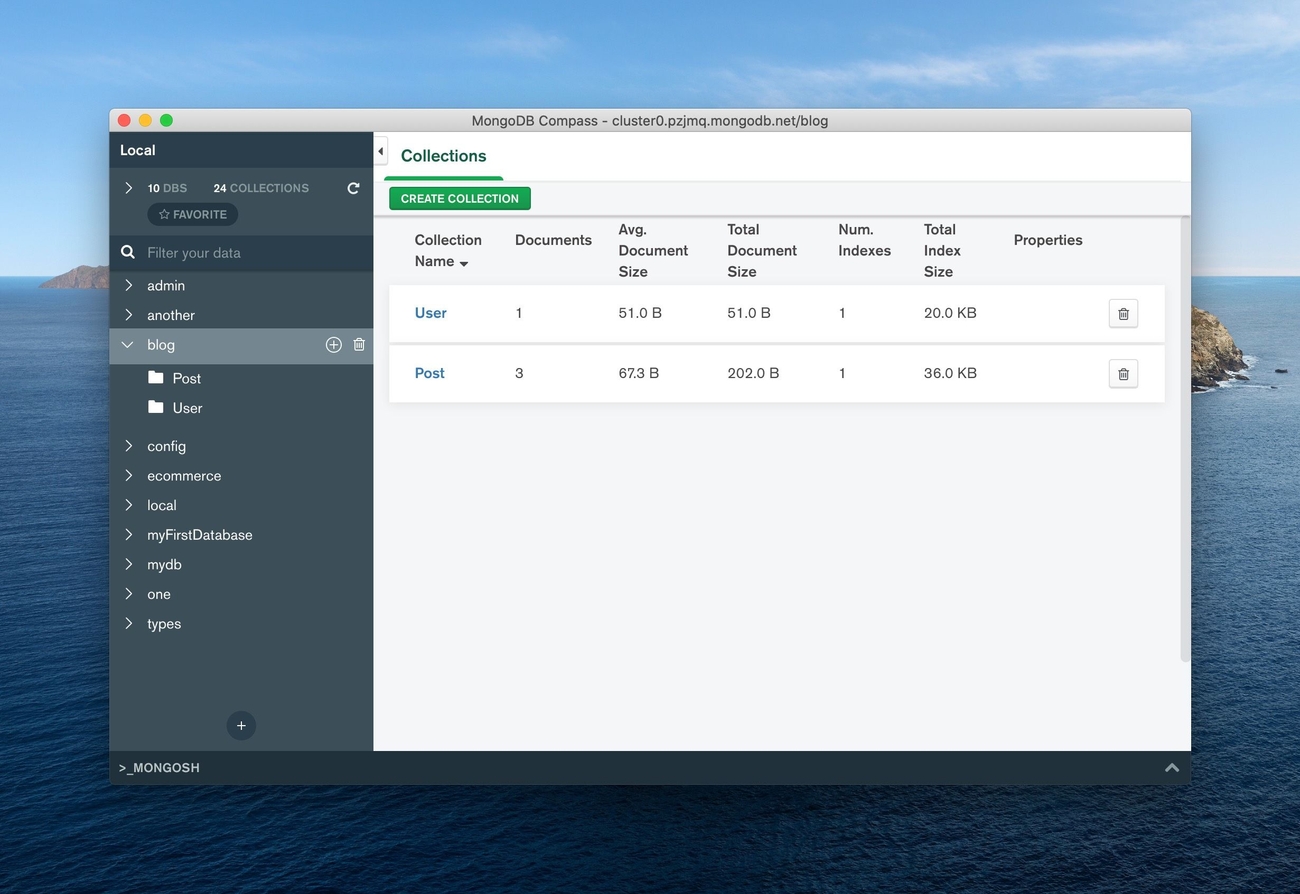 MongoDB Compass - cluster0.pzjmq.mongodb.net/blog
Local
10 DBS 24 COLLECTIONS
FAVORITE
Filter your data
admin
another
blog
Post
User
config
ecommerce
local
myFirstDatabase
mydb
one
types
+
Collections
CREATE COLLECTION
Collection Name
Documents
Avg. Document Size
Total Document Size
Num. Indexes
Total Index Size
Properties
User 1 51.0 B 51.0 B 1 20.0 KB
Post 3 67.3 B 202.0 B 1 36.0 KB
>_MONGOSH